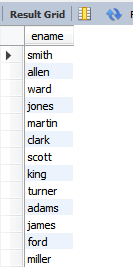 Result Grid
ename
smith
allen
ward
jones
martin
clark
scott
king
turner
adams
james
ford
miller